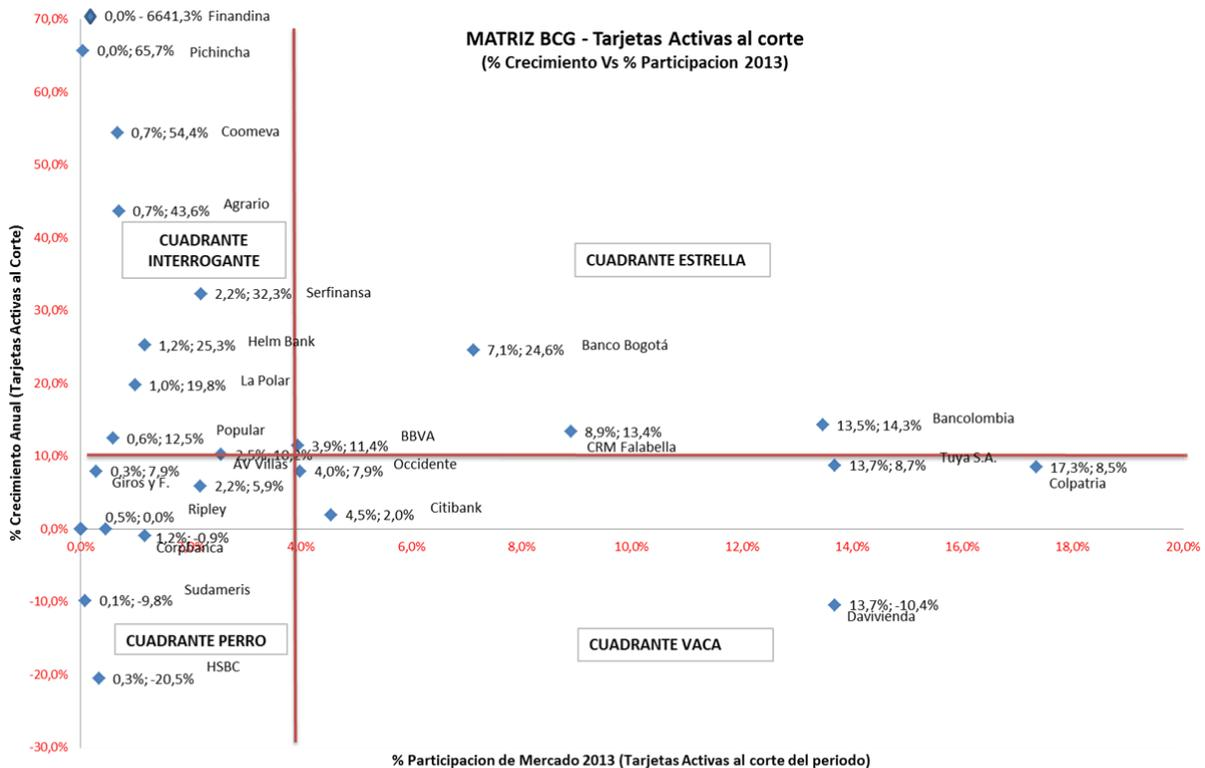 MATRIZ BCG - Tarjetas Activas al corte
(% Crecimiento Vs % Participacion 2013)
% Crecimiento Anual (Tarjetas Activas al Corte)
70,0%
0,0% - 6641,3% Finandina
0,0%; 65,7% Pichincha
60,0%
0,7%; 54,4% Coomeva
50,0%
Agrario
0,7%; 43,6%
40,0%
CUADRANTE
INTERROGANTE
CUADRANTE ESTRELLA
30,0%
2,2%; 32,3% Serfinansa
1,2%; 25,3% Helm Bank
7,1%; 24,6% Banco Bogotá
20,0%
1,0%; 19,8% La Polar
13,5%; 14,3% Bancolombia
0,6%; 12,5% Popular
8,9%; 13,4%
CRM Falabella
3,9%; 11,4% BBVA
10,0%
2,5%; 10,2%
AV Villas
0,3%; 7,9%
Giros y F.
4,0%; 7,9% Occidente
13,7%; 8,7% Tuya S.A.
17,3%; 8,5%
Colpatria
2,2%; 5,9%
4,5%; 2,0% Citibank
0,5%; 0,0% Ripley
0,0%
1,2%; -0,9%
Corpbanca
0,0% 4,0% 6,0% 8,0% 10,0% 12,0% 14,0% 16,0% 18,0% 20,0%
Sudameris
0,1%; -9,8%
-10,0%
13,7%; -10,4%
Davivienda
CUADRANTE PERRO
CUADRANTE VACA
HSBC
-20,0%
0,3%; -20,5%
-30,0%
% Participacion de Mercado 2013 (Tarjetas Activas al corte del periodo)